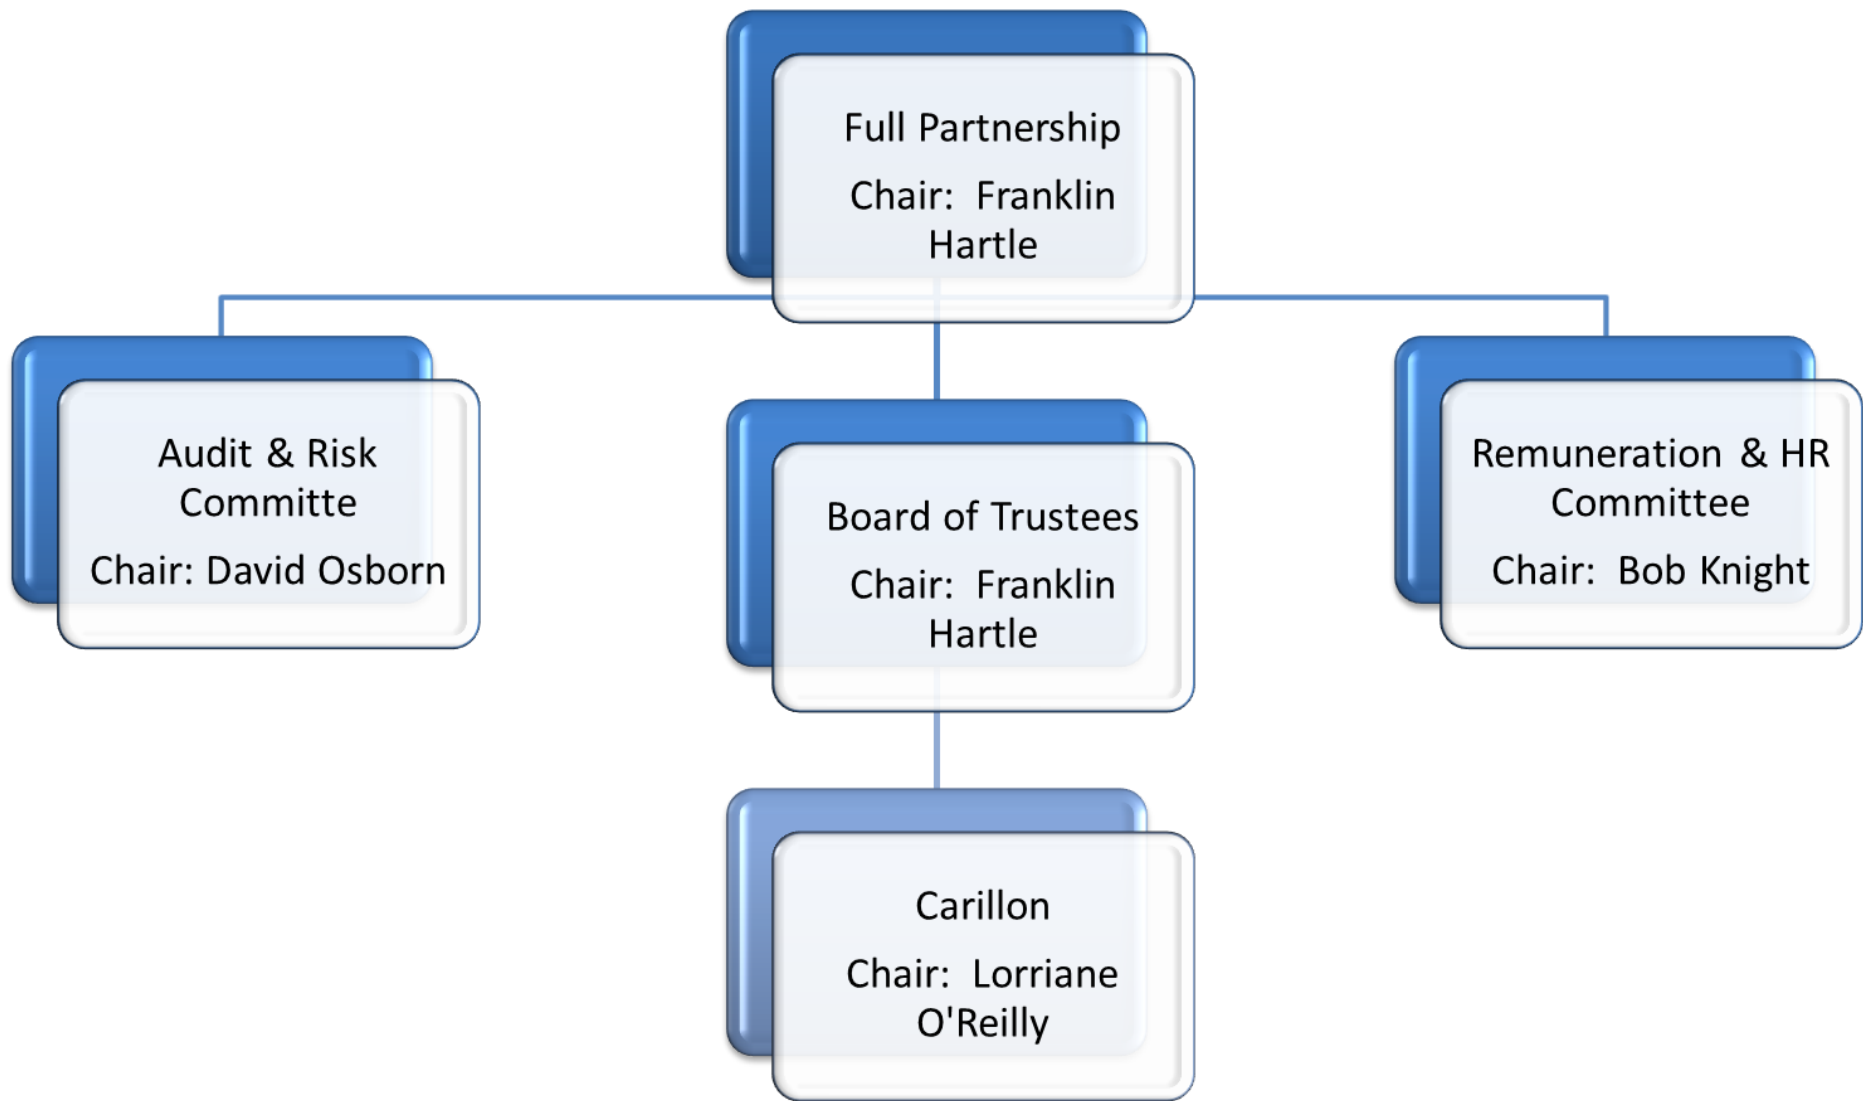 Full Partnership
Chair:  Franklin
Hartle
Audit & Risk
Committe
Chair: David Osborn
Board of Trustees
Chair:  Franklin
Hartle
Remuneration & HR
Committee
Chair:  Bob Knight
Carillon
Chair:  Lorriane
O'Reilly